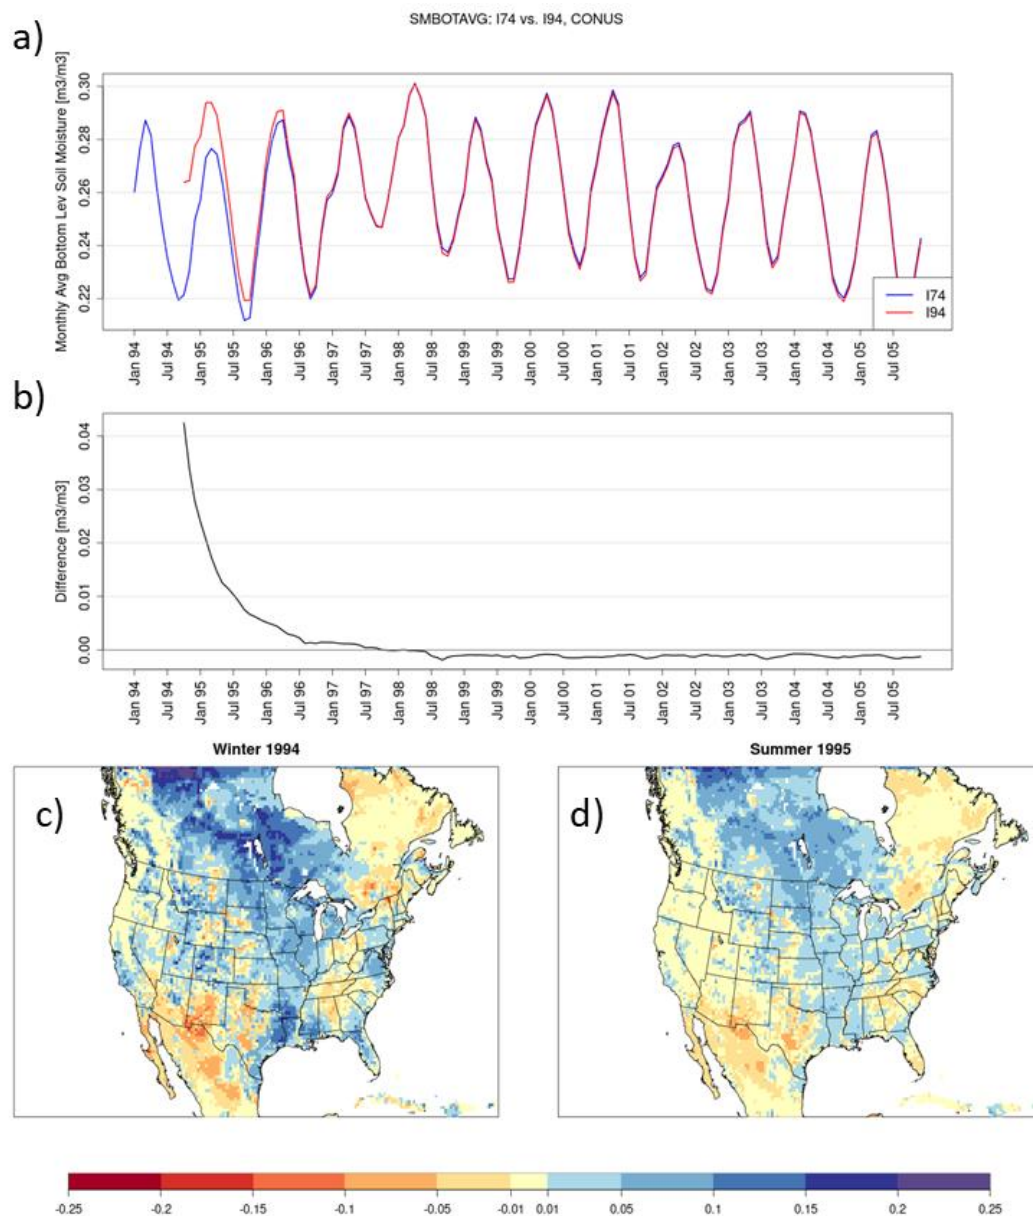 SMBOTAVG: I74 vs. I94, CONUS
a)
Monthly Avg Bottom Lev Soil Moisture [m3/m3]
0.30
0.28
0.26
0.24
0.22
I74
I94
Jan 94 Jul 94 Jan 95 Jul 95 Jan 96 Jul 96 Jan 97 Jul 97 Jan 98 Jul 98 Jan 99 Jul 99 Jan 00 Jul 00 Jan 01 Jul 01 Jan 02 Jul 02 Jan 03 Jul 03 Jan 04 Jul 04 Jan 05 Jul 05
b)
Difference [m3/m3]
0.04
0.03
0.02
0.01
0.00
Jan 94 Jul 94 Jan 95 Jul 95 Jan 96 Jul 96 Jan 97 Jul 97 Jan 98 Jul 98 Jan 99 Jul 99 Jan 00 Jul 00 Jan 01 Jul 01 Jan 02 Jul 02 Jan 03 Jul 03 Jan 04 Jul 04 Jan 05 Jul 05
Winter 1994
Summer 1995
c)
d)
-0.25 -0.2 -0.15 -0.1 -0.05 -0.01 0.01 0.05 0.1 0.15 0.2 0.25